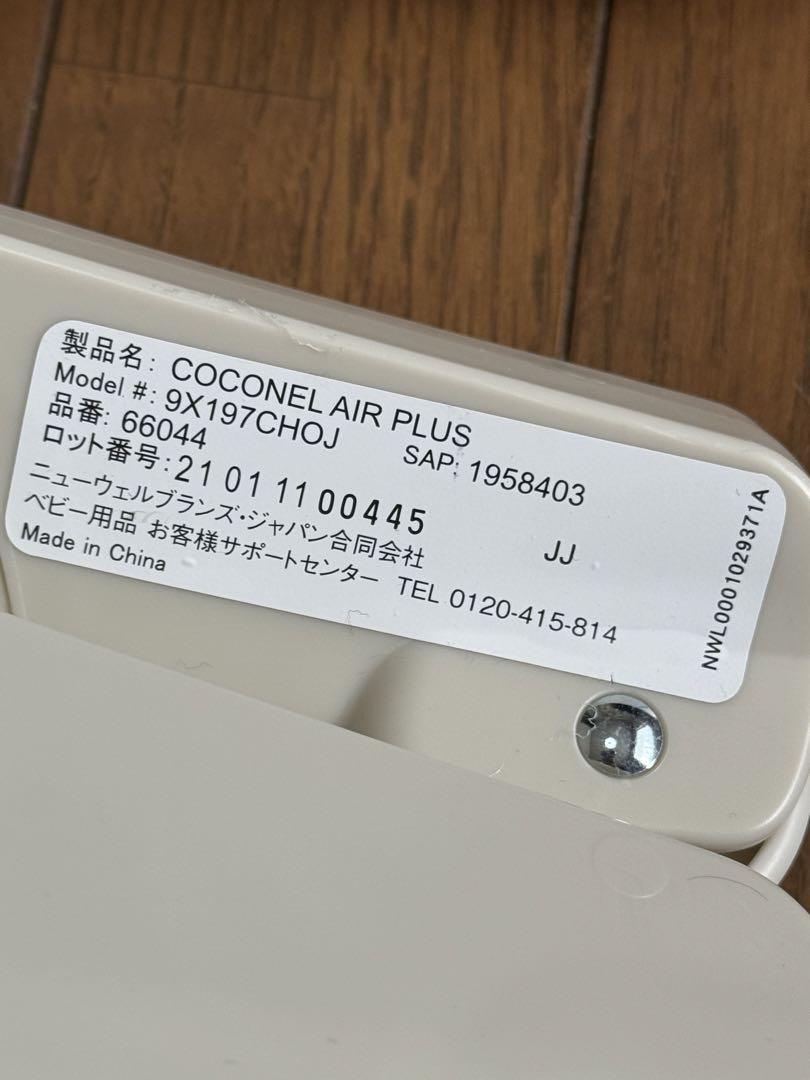 製品名: COCONEL AIR PLUS
Model #: 9X197CHOJ SAP: 1958403
品番: 66044
ロット番号: 21 01 11 00445
ニューウェルブランズ・ジャパン合同会社 JJ
ベビー用品 お客様サポートセンター TEL 0120-415-814
Made in China
NWL0001029371A